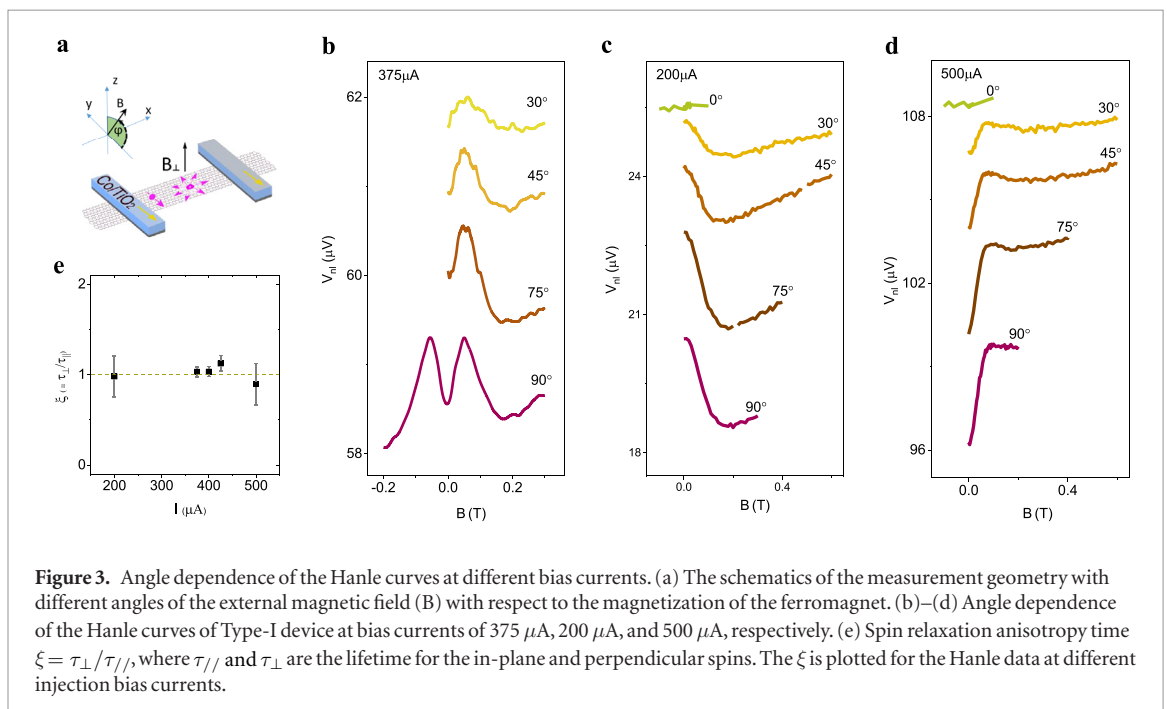 a
z
y
B
x
φ
B⊥
Co/TiO2
b
375µA
62
60
58
Vnl (µV)
30°
45°
75°
90°
-0.2
0.0
0.2
B (T)
c
200µA
24
21
18
Vnl (µV)
0°
30°
45°
75°
90°
0.0
0.4
B (T)
d
500µA
108
102
96
Vnl (µV)
0°
30°
45°
75°
90°
0.0
0.4
B (T)
e
2
1
0
ξ (= τ⊥/τ||)
200
300
400
500
I (µA)
Figure 3. Angle dependence of the Hanle curves at different bias currents. (a) The schematics of the measurement geometry with
different angles of the external magnetic field (B) with respect to the magnetization of the ferromagnet. (b)–(d) Angle dependence
of the Hanle curves of Type-I device at bias currents of 375 µA, 200 µA, and 500 µA, respectively. (e) Spin relaxation anisotropy time
ξ = τ⊥/τ//, where τ// and τ⊥ are the lifetime for the in-plane and perpendicular spins. The ξ is plotted for the Hanle data at different
injection bias currents.